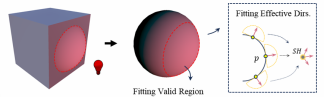 Fitting Effective Dirs.
p
SH
Fitting Valid Region